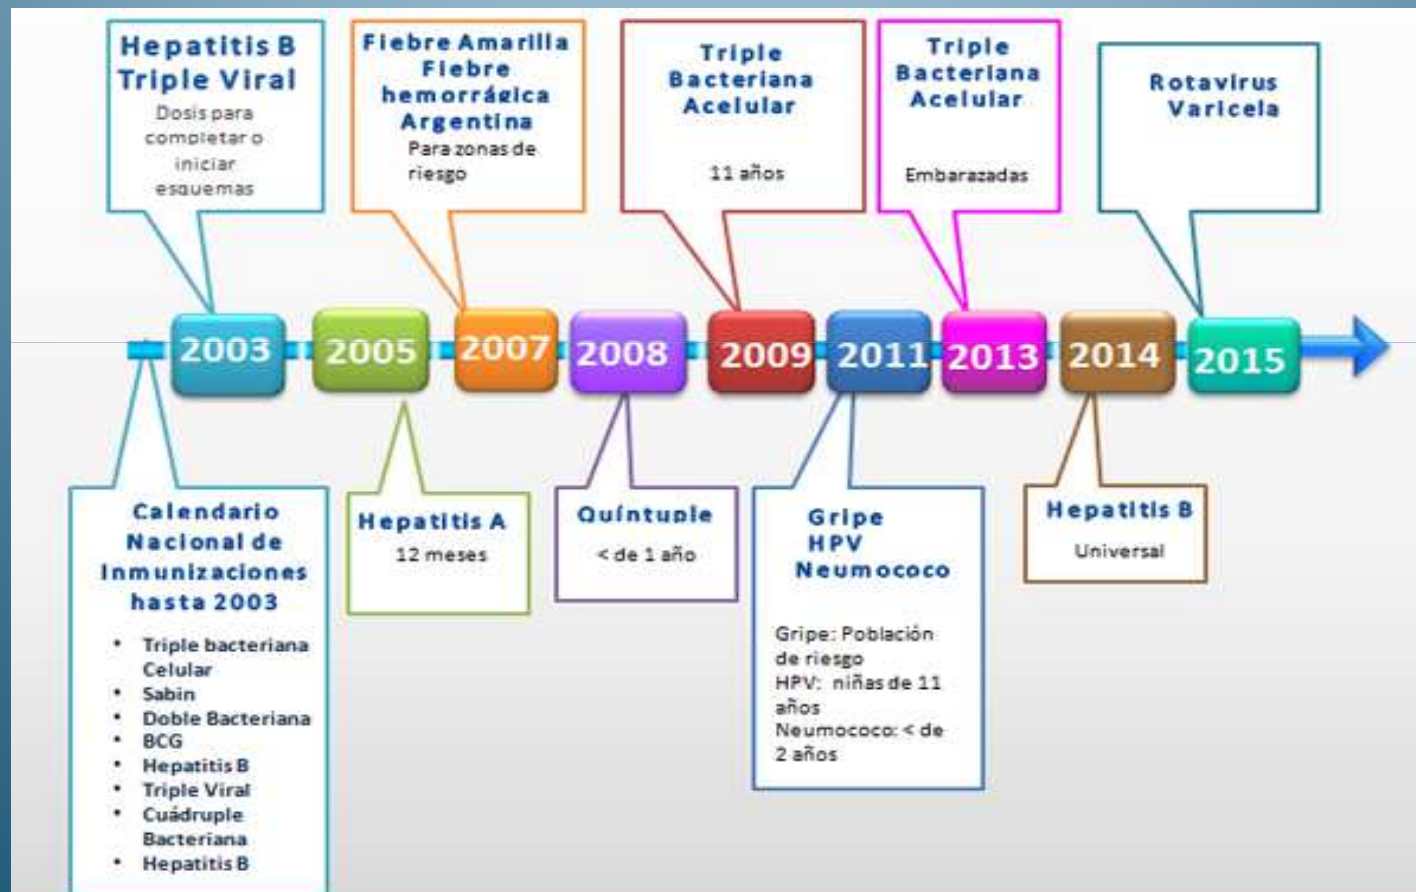 Hepatitis B
Triple Viral
Dosis para
completar o
iniciar
esquemas
Fiebre Amarilla
Fiebre
hemorrágica
Argentina
Para zonas de
riesgo
Triple
Bacteriana
Acelular
11 años
Triple
Bacteriana
Acelular
Embarazadas
Rotavirus
Varicela
2003
2005
2007
2008
2009
2011
2013
2014
2015
Calendario
Nacional de
Inmunizaciones
hasta 2003
• Triple bacteriana
Celular
• Sabin
• Doble Bacteriana
• BCG
• Hepatitis B
• Triple Viral
• Cuádruple
Bacteriana
• Hepatitis B
Hepatitis A
12 meses
Quíntuple
< de 1 año
Gripe
HPV
Neumococo
Gripe: Población
de riesgo
HPV: niñas de 11
años
Neumococo: < de
2 años
Hepatitis B
Universal